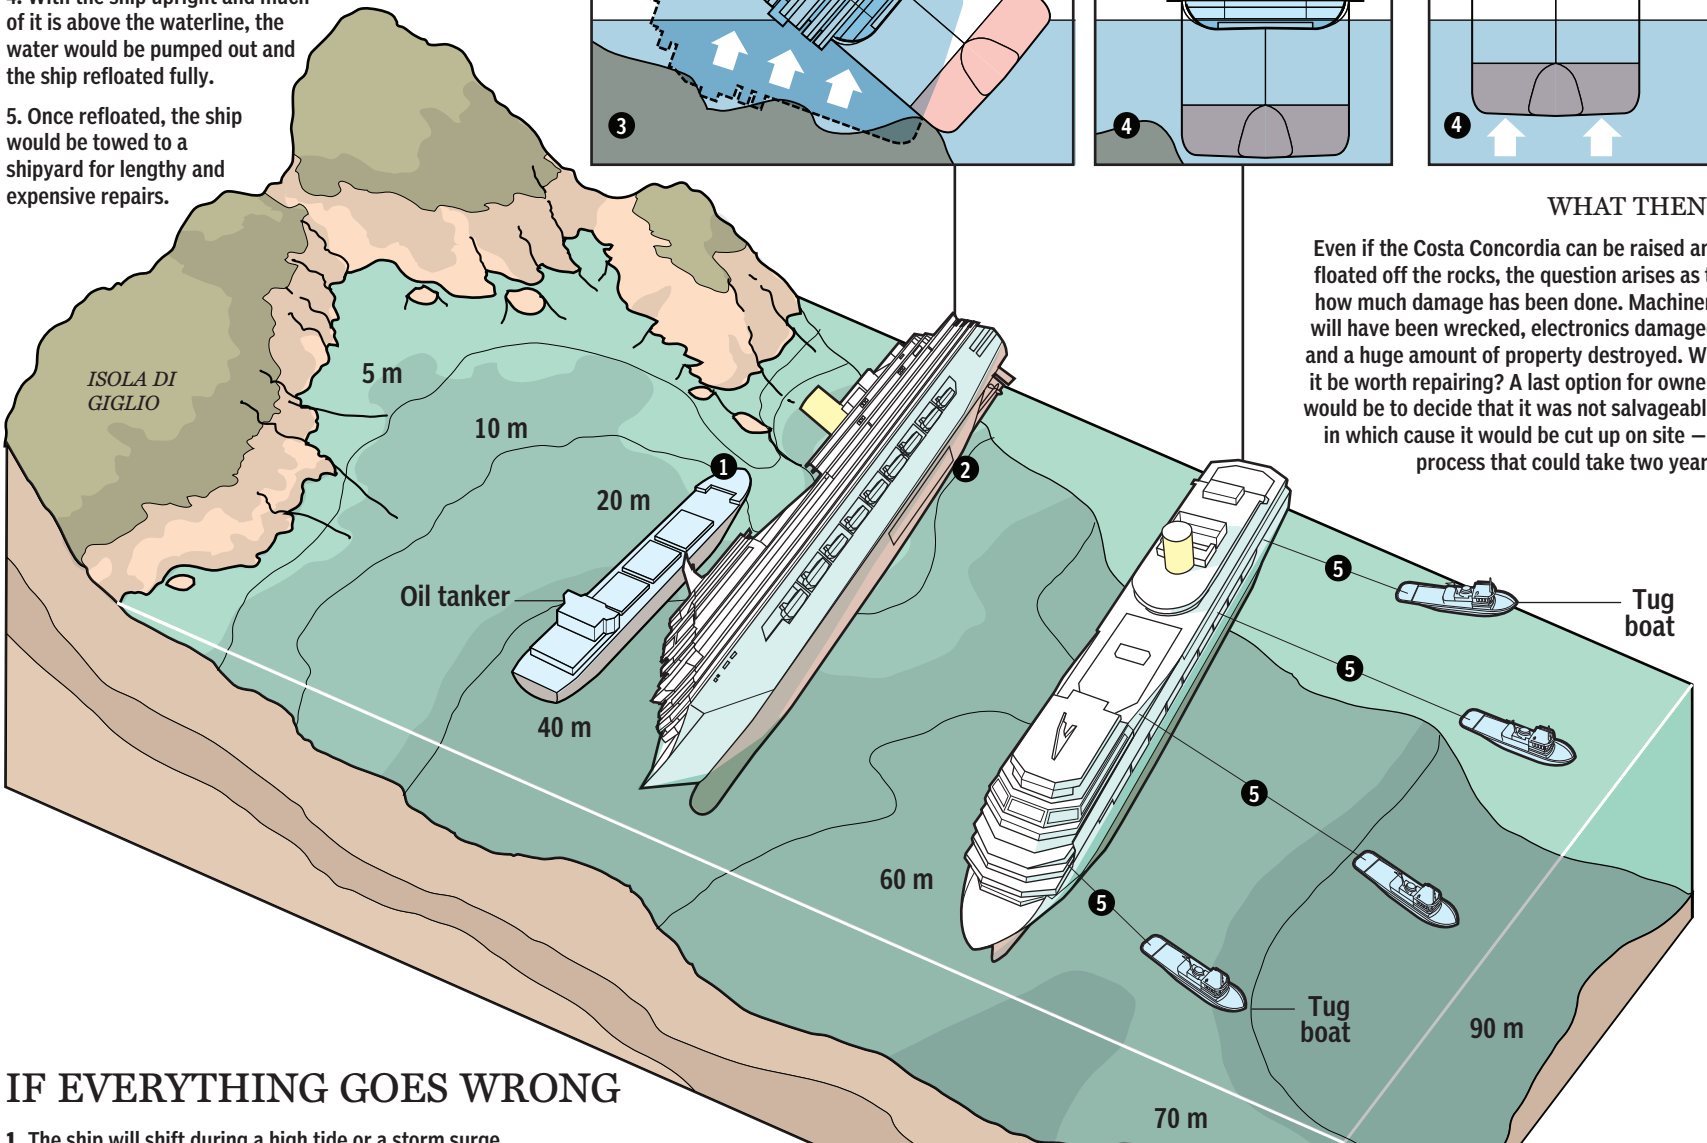 4. With the ship upright and much
of it is above the waterline, the
water would be pumped out and
the ship refloated fully.
5. Once refloated, the ship
would be towed to a
shipyard for lengthy and
expensive repairs.
3
4
4
WHAT THEN
Even if the Costa Concordia can be raised
floated off the rocks, the question arises as
how much damage has been done.
will have been wrecked, electronics
and a huge amount of property destroyed.
it be worth repairing? A last option for
would be to decide that it was not
in which cause it would be cut up on site —
process that could take two
ISOLA DI
GIGLIO
5 m
10 m
20 m
1
2
Oil tanker
40 m
5
Tug
boat
5
5
60 m
5
Tug
boat
90 m
70 m
IF EVERYTHING GOES WRONG
1. The ship will shift during a high tide or a storm surge